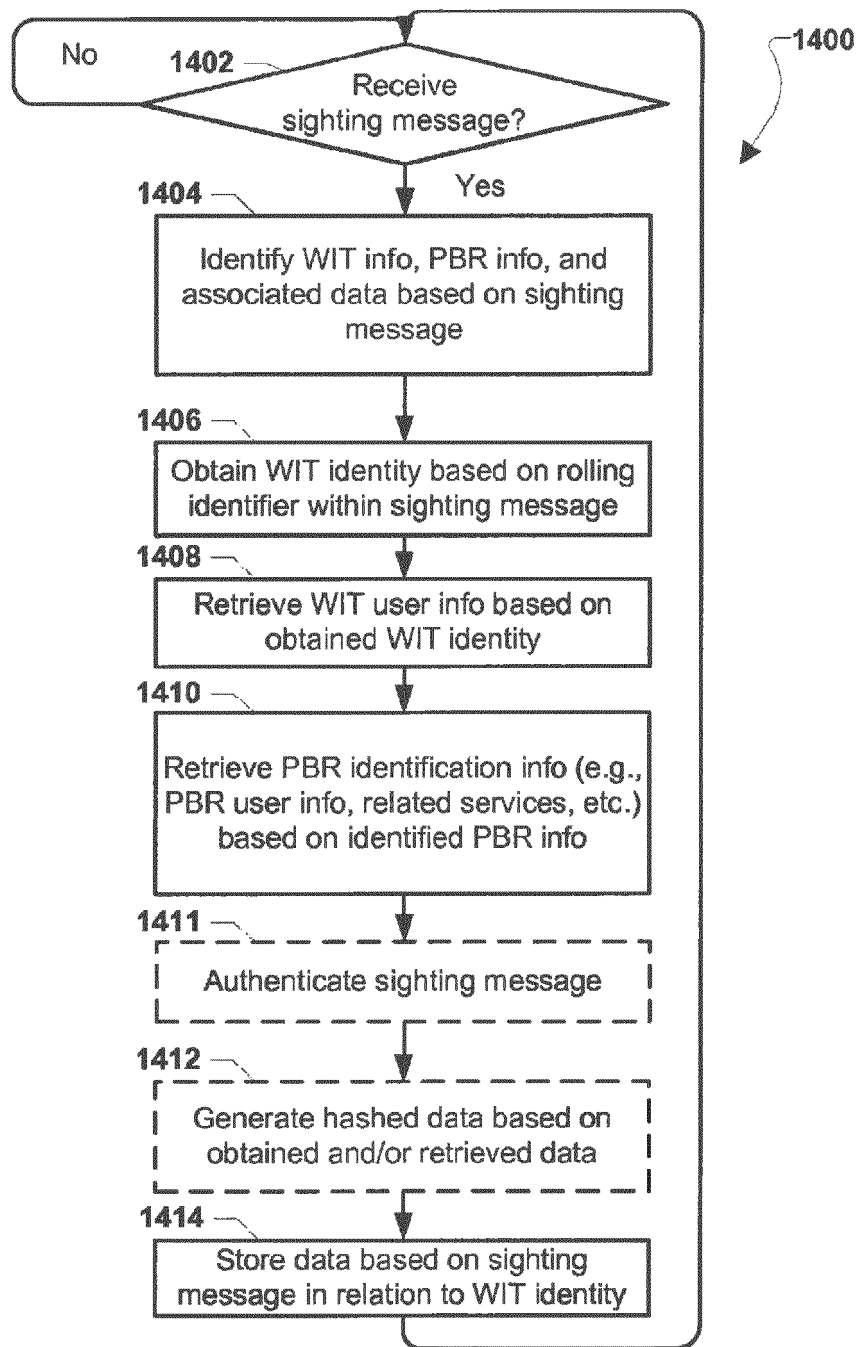 No
1402
1400
Receive
sighting message?
Yes
1404
Identify WIT info, PBR info, and
associated data based on sighting
message
1406
Obtain WIT identity based on rolling
identifier within sighting message
1408
Retrieve WIT user info based on
obtained WIT identity
1410
Retrieve PBR identification info (e.g.,
PBR user info, related services, etc.)
based on identified PBR info
1411
Authenticate sighting message
1412
Generate hashed data based on
obtained and/or retrieved data
1414
Store data based on sighting
message in relation to WIT identity